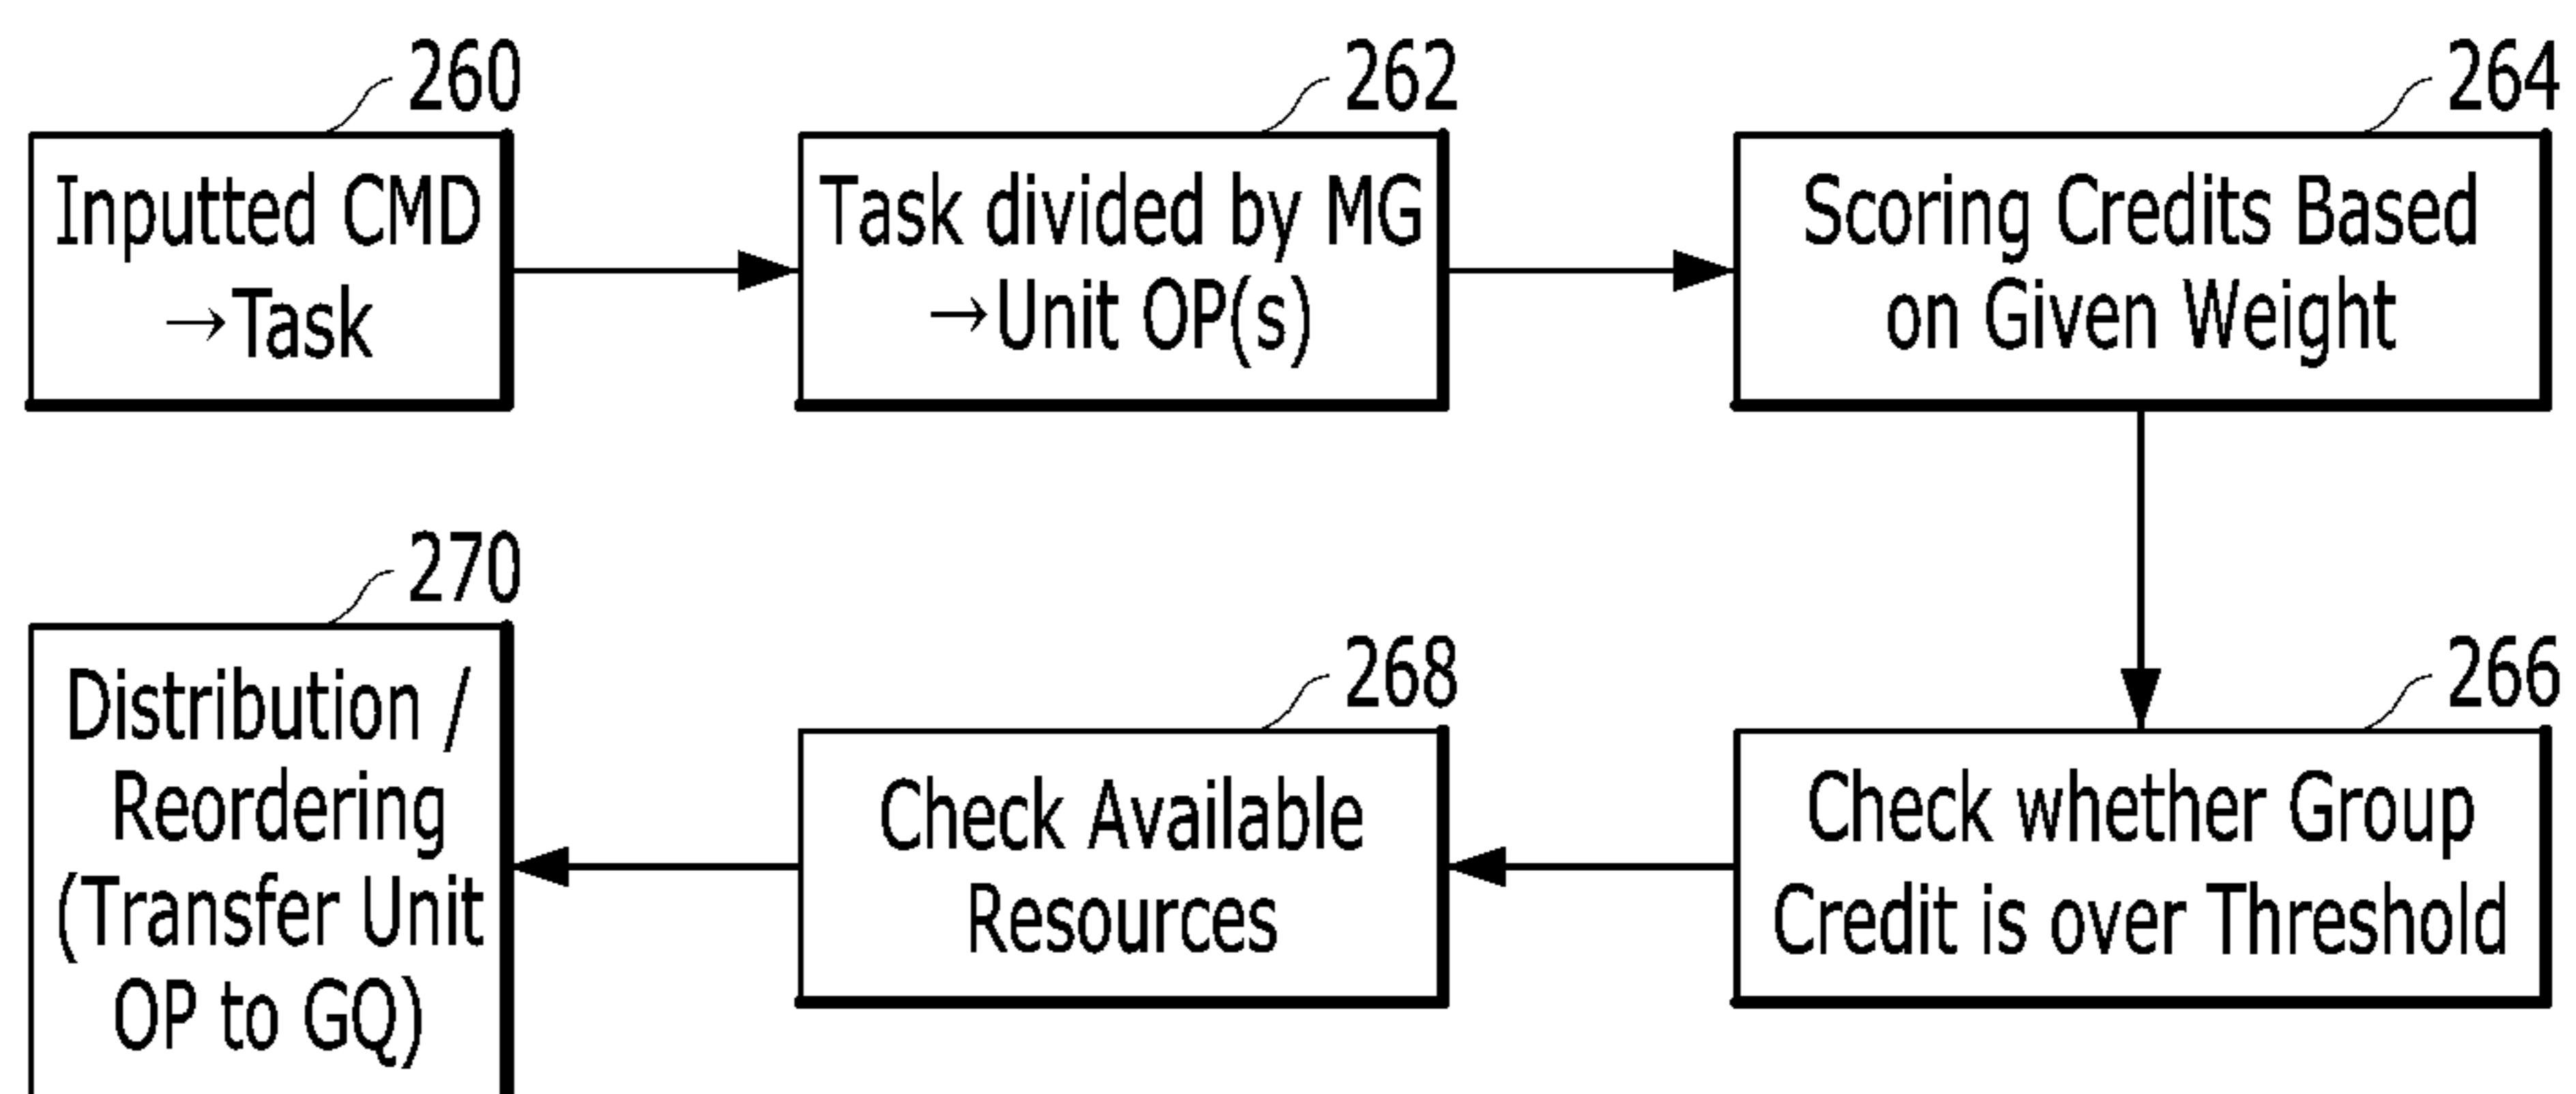 260
Inputted CMD
→Task
262
Task divided by MG
→Unit OP(s)
264
Scoring Credits Based
on Given Weight
266
Check whether Group
Credit is over Threshold
268
Check Available
Resources
270
Distribution /
Reordering
(Transfer Unit
OP to GQ)